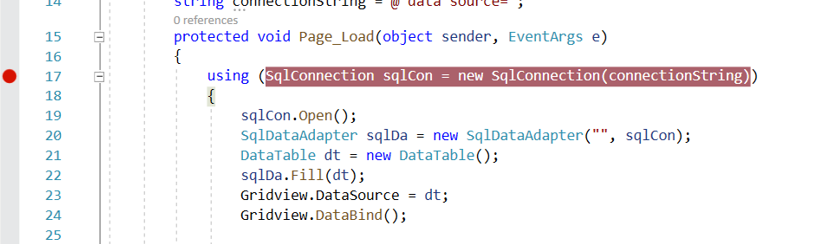 14 string connectionString = @ data source= ;
0 references
15 protected void Page_Load(object sender, EventArgs e)
16 {
17 using (SqlConnection sqlCon = new SqlConnection(connectionString))
18 {
19 sqlCon.Open();
20 SqlDataAdapter sqlDa = new SqlDataAdapter("", sqlCon);
21 DataTable dt = new DataTable();
22 sqlDa.Fill(dt);
23 Gridview.DataSource = dt;
24 Gridview.DataBind();
25